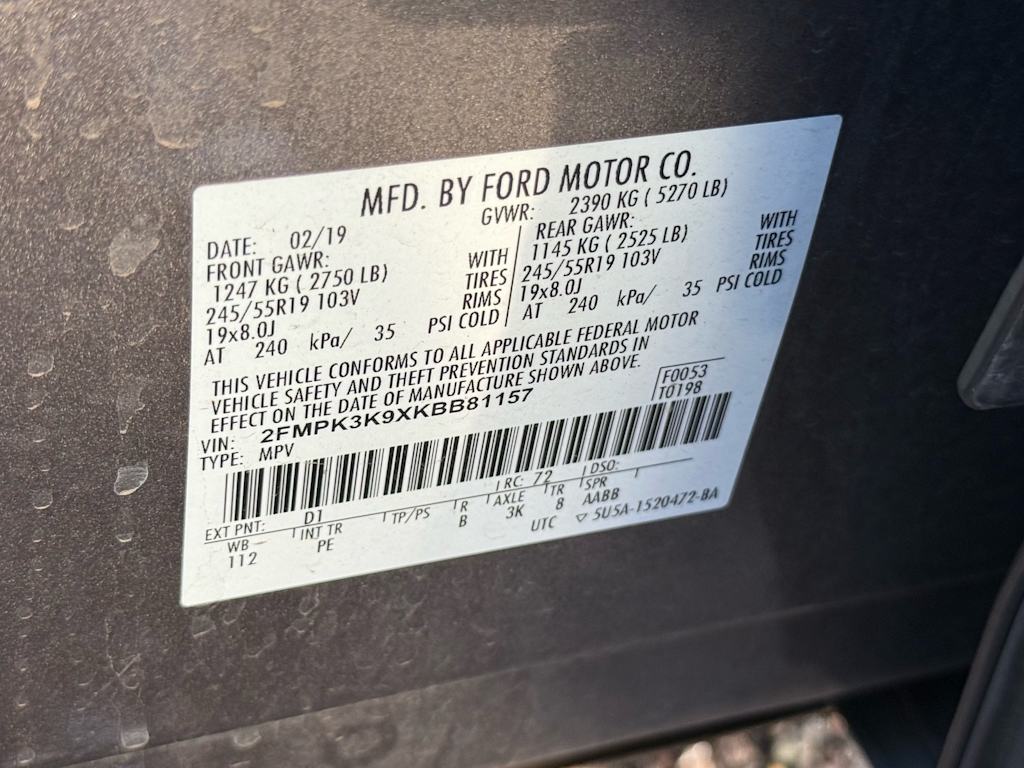 MFD. BY FORD MOTOR CO.
DATE: 02/19
GVWR: 2390 KG ( 5270 LB)
FRONT GAWR:
1247 KG ( 2750 LB) WITH
245/55R19 103V TIRES
19x8.0J RIMS
AT 240 kPa/ 35 PSI COLD
REAR GAWR:
1145 KG ( 2525 LB) WITH
245/55R19 103V TIRES
19x8.0J RIMS
AT 240 kPa/ 35 PSI COLD
THIS VEHICLE CONFORMS TO ALL APPLICABLE FEDERAL MOTOR
VEHICLE SAFETY AND THEFT PREVENTION STANDARDS IN
EFFECT ON THE DATE OF MANUFACTURE SHOWN ABOVE.
VIN: 2FMPK3K9XKBB81157
TYPE: MPV
F0053
T0198
EXT PNT: D1 RC: 72 DSO:
WB INT TR TP/PS R AXLE TR SPR
112 PE B 3K 8 AABB
UTC ▽ 5U5A-1520472-BA